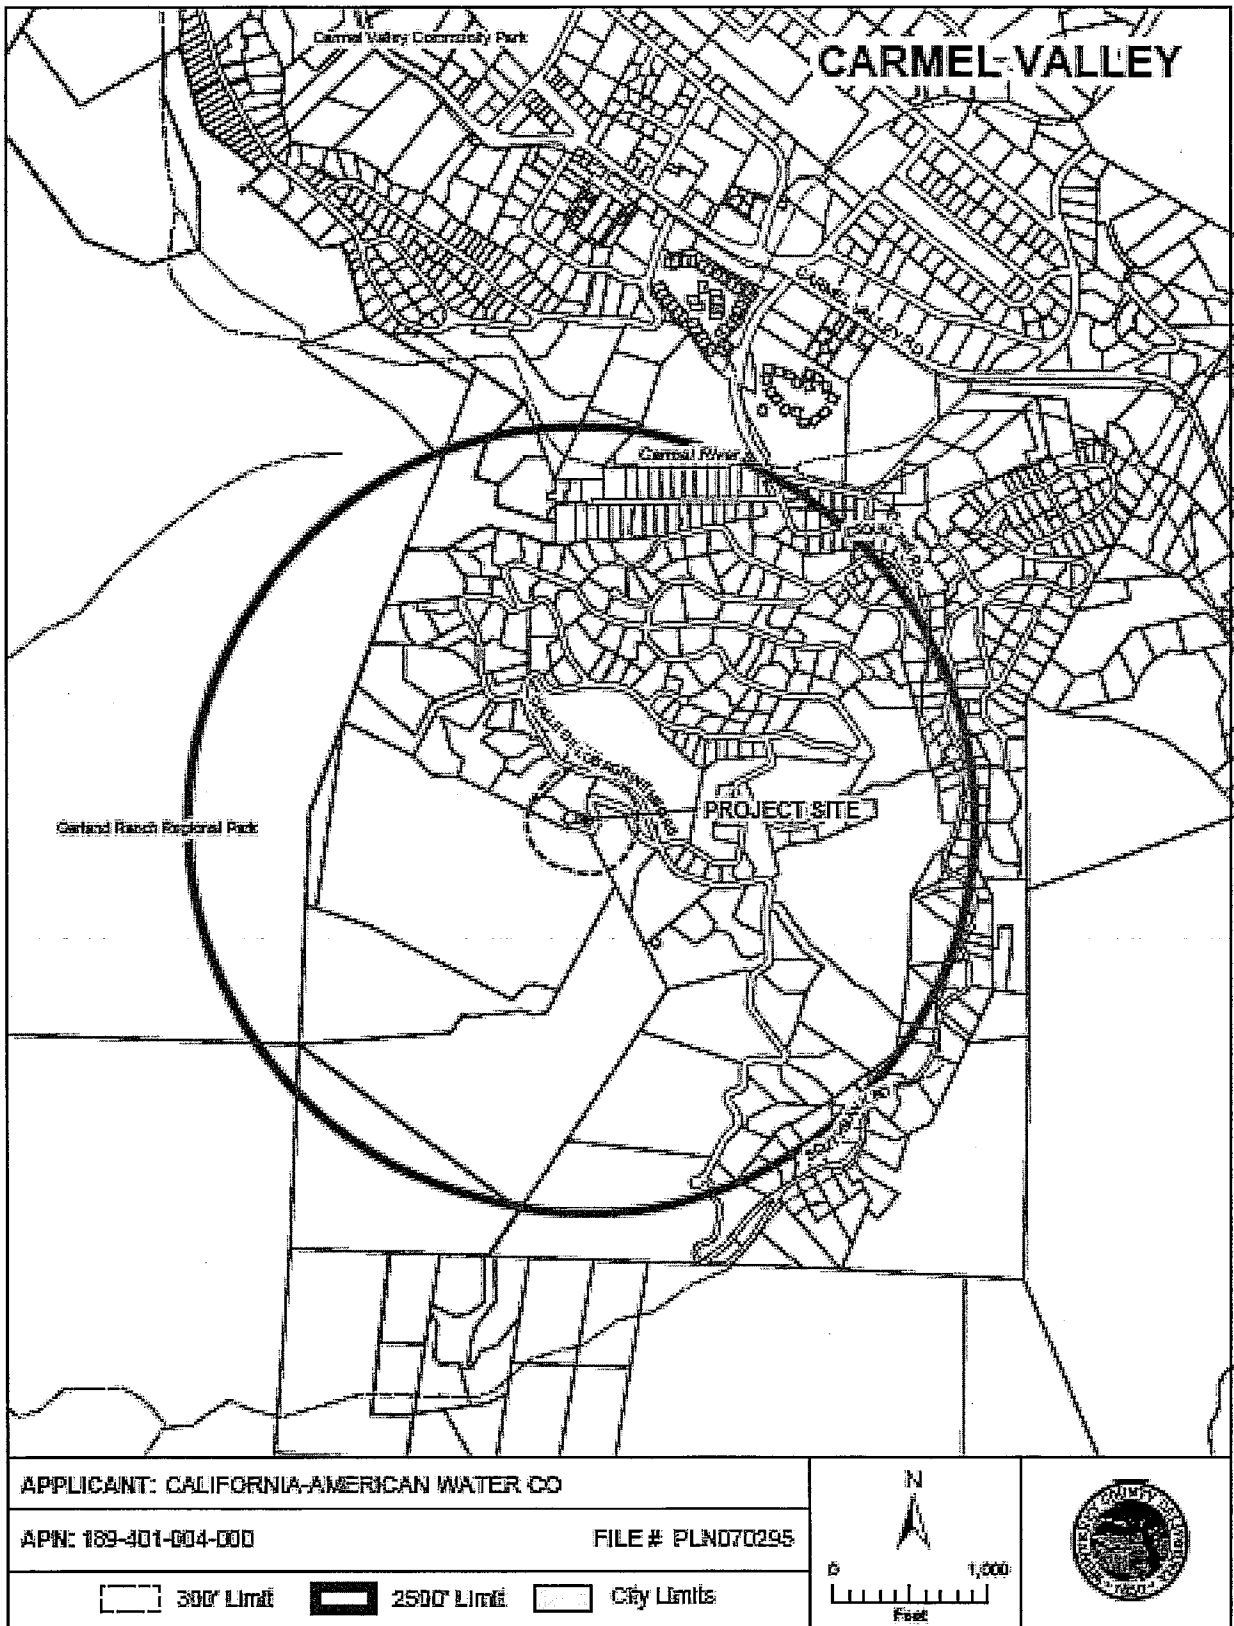 Carmel Valley Community Park
CARMEL VALLEY
CARMEL VALLEY RD
Carmel River
PROJECT SITE
Garland Ranch Regional Park
APPLICANT: CALIFORNIA-AMERICAN WATER CO
APN: 189-401-004-000
FILE # PLN070295
300' Limit
2500' Limit
City Limits
N
0
1,000
Feet